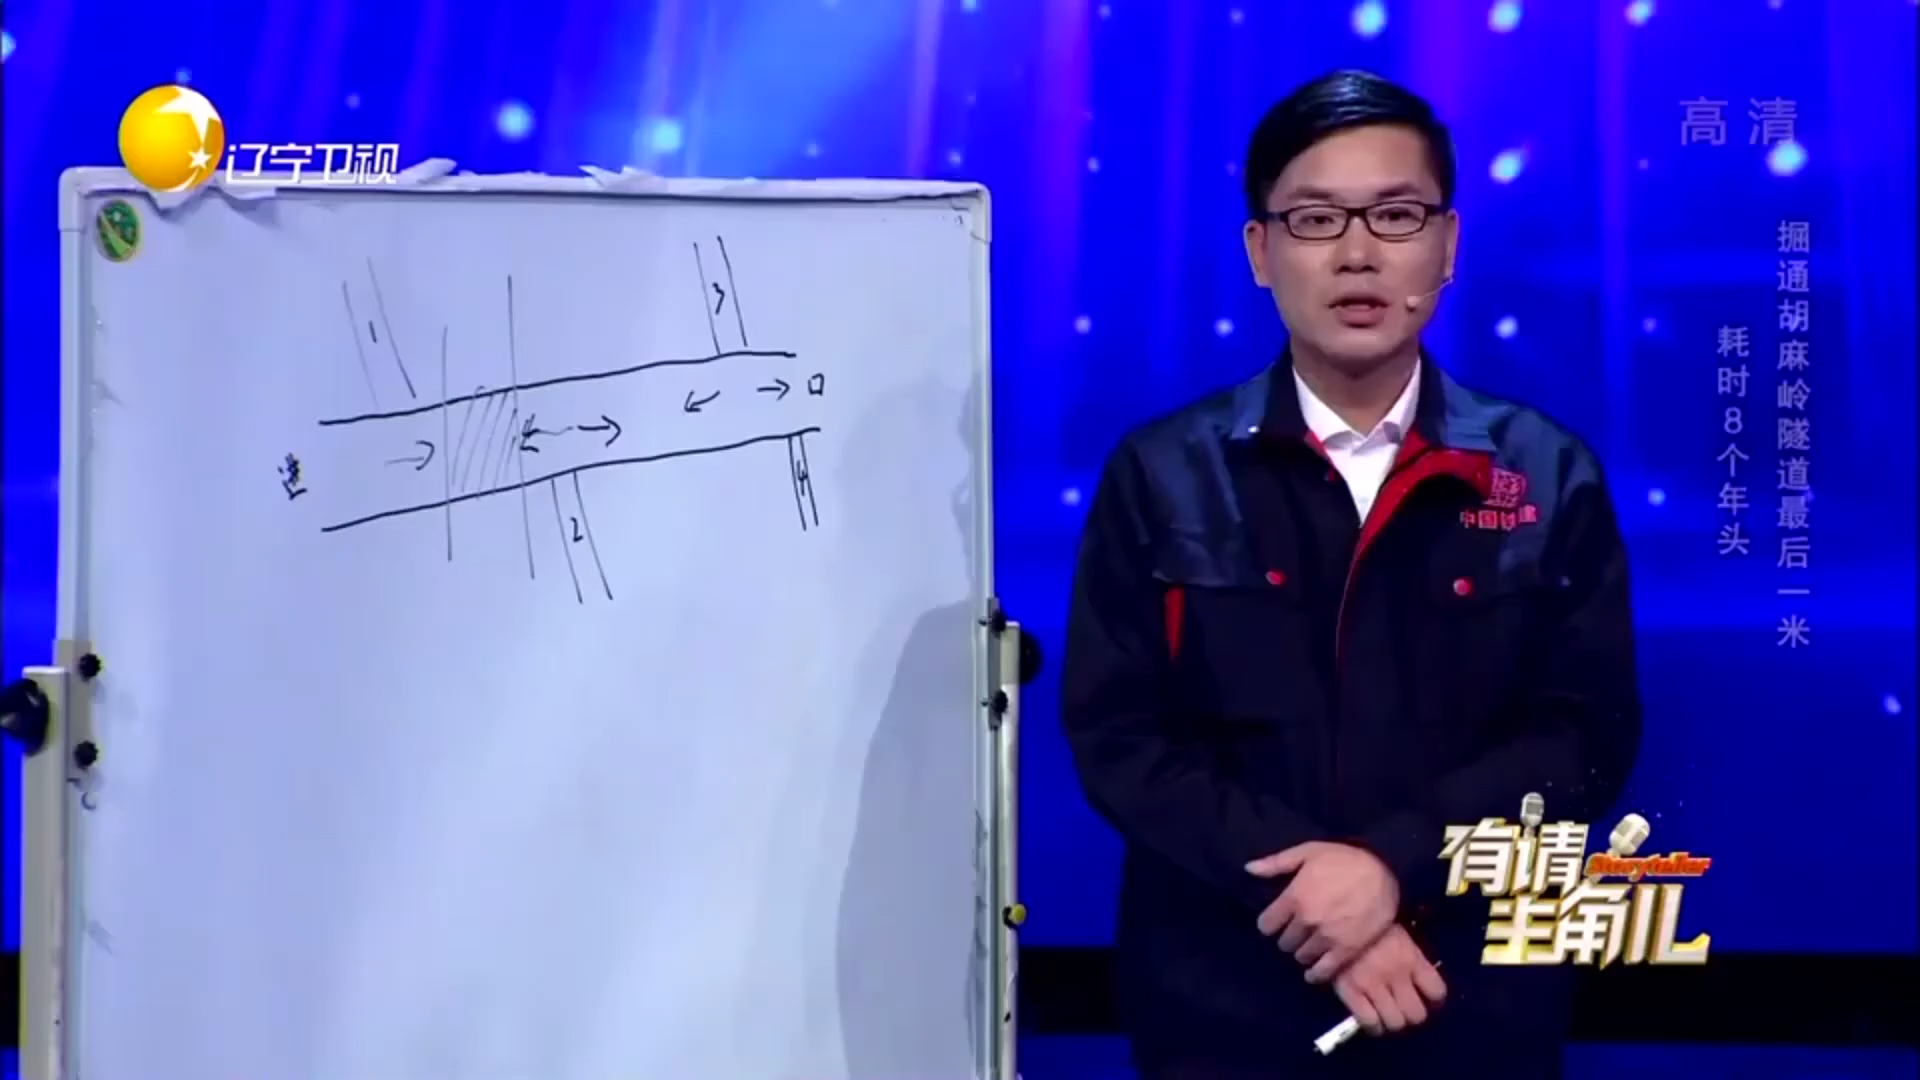 辽宁卫视
高清
掘通胡麻岭隧道最后一米
耗时8个年头
1
3
进
口
2
4
中国铁建
有请
Storyteller
主角儿